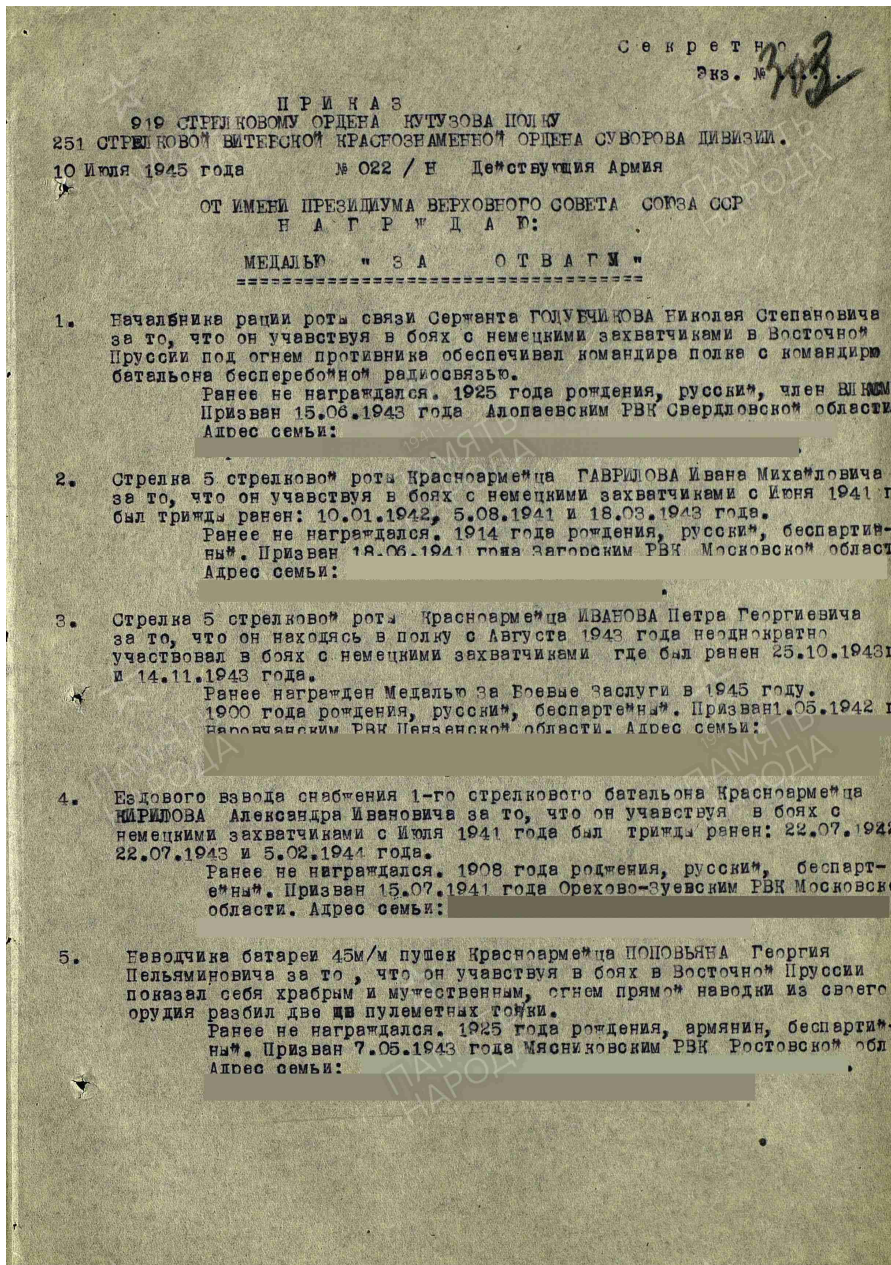 Секретно
Экз. № 303
П Р И К А З
919 СТРЕЛКОВОМУ ОРДЕНА КУТУЗОВА ПОЛКУ
251 СТРЕЛКОВОЙ ВИТЕБСКОЙ КРАСНОЗНАМЕННОЙ ОРДЕНА СУВОРОВА ДИВИЗИИ.
10 Июля 1945 года № 022 / Н Действующия Армия
ОТ ИМЕНИ ПРЕЗИДИУМА ВЕРХОВНОГО СОВЕТА СОЮЗА ССР
Н А Г Р Ж Д А Ю:
МЕДАЛЬЮ " З А О Т В А Г У "
1. Начальника рации роты связи Сержанта ГОЛУБЧИКОВА Николая Степановича
за то, что он учавствуя в боях с немецкими захватчиками в Восточной
Пруссии под огнем противника обеспечивал командира полка с командирю
батальона бесперебойной радиосвязью.
Ранее не награждался. 1925 года рождения, русский, член ВЛКСМ
Призван 15.06.1943 года Алопаевским РВК Свердловской области
Адрес семьи:
2. Стрелка 5 стрелковой роты Красноармейца ГАВРИЛОВА Ивана Михайловича
за то, что он учавствуя в боях с немецкими захватчиками с Июня 1941 г
был трижды ранен: 10.01.1942, 5.08.1941 и 18.03.1943 года.
Ранее не награждался. 1914 года рождения, русский, беспартий-
ный. Призван 18.06.1941 года Загорским РВК Московской област
Адрес семьи:
3. Стрелка 5 стрелковой роты Красноармейца ИВАНОВА Петра Георгиевича
за то, что он находясь в полку с Августа 1943 года неоднократно
участвовал в боях с немецкими захватчиками где был ранен 25.10.1943г
и 14.11.1943 года.
Ранее награжден Медалью За Боевые Заслуги в 1945 году.
1900 года рождения, русский, беспартейный. Призван1.05.1942 г
Наровчанским РВК Пензенской области. Адрес семьи:
4. Ездового взвода снабжения 1-го стрелкового батальона Красноармейца
КИРИЛОВА Александра Ивановича за то, что он учавствуя в боях с
немецкими захватчиками с Июля 1941 года был трижды ранен: 22.07.1942
22.07.1943 и 5.02.1944 года.
Ранее не награждался. 1908 года роджения, русский, беспарт-
ейный. Призван 15.07.1941 года Орехово-Зуевским РВК Московско
области. Адрес семьи:
5. Наводчика батареи 45м/м пушек Красноармейца ПОПОВЬЯНА Георгия
Пельяминовича за то , что он учавствуя в боях в Восточной Пруссии
показал себя храбрым и мужественным, огнем прямой наводки из своего
орудия разбил две пулеметных точки.
Ранее не награждался. 1925 года рождения, армянин, беспартий-
ный. Призван 7.05.1943 года Мясниковским РВК Ростовской обл
Адрес семьи:
ПАМЯТЬ НАРОДА